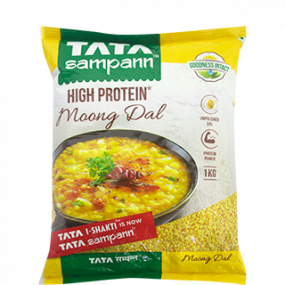 TATA
sampann
GOODNESS INTACT
HIGH PROTEIN*
Moong Dal
UNPOLISHED
DAL
PROTEIN
POWER
1KG
TATA I-SHAKTI IS NOW
TATA sampann
Moong Dal
TATA सम्पन्न